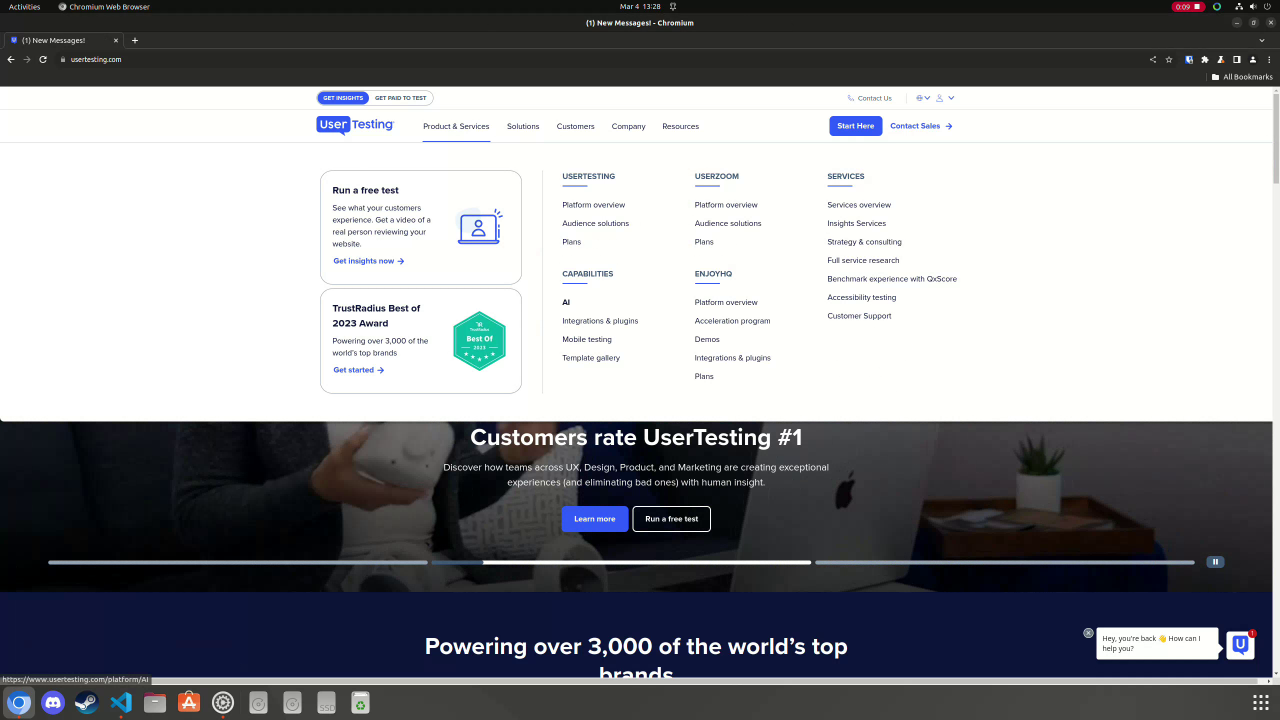 Activities
Chromium Web Browser
Mar 4 13:28
0:09
(1) New Messages! - Chromium
(1) New Messages!
usertesting.com
All Bookmarks
GET INSIGHTS
GET PAID TO TEST
Contact Us
User Testing
Product & Services
Solutions
Customers
Company
Resources
Start Here
Contact Sales
Run a free test
See what your customers
experience. Get a video of a
real person reviewing your
website.
Get insights now
TrustRadius Best of
2023 Award
Powering over 3,000 of the
world's top brands
Get started
TrustRadius
Best Of
2023
USERTESTING
Platform overview
Audience solutions
Plans
CAPABILITIES
AI
Integrations & plugins
Mobile testing
Template gallery
USERZOOM
Platform overview
Audience solutions
Plans
ENJOYHQ
Platform overview
Acceleration program
Demos
Integrations & plugins
Plans
SERVICES
Services overview
Insights Services
Strategy & consulting
Full service research
Benchmark experience with QxScore
Accessibility testing
Customer Support
Customers rate UserTesting #1
Discover how teams across UX, Design, Product, and Marketing are creating exceptional
experiences (and eliminating bad ones) with human insight.
Learn more
Run a free test
Powering over 3,000 of the world's top
brands
Hey, you're back 👋 How can I
help you?
1
https://www.usertesting.com/platform/AI
SSD